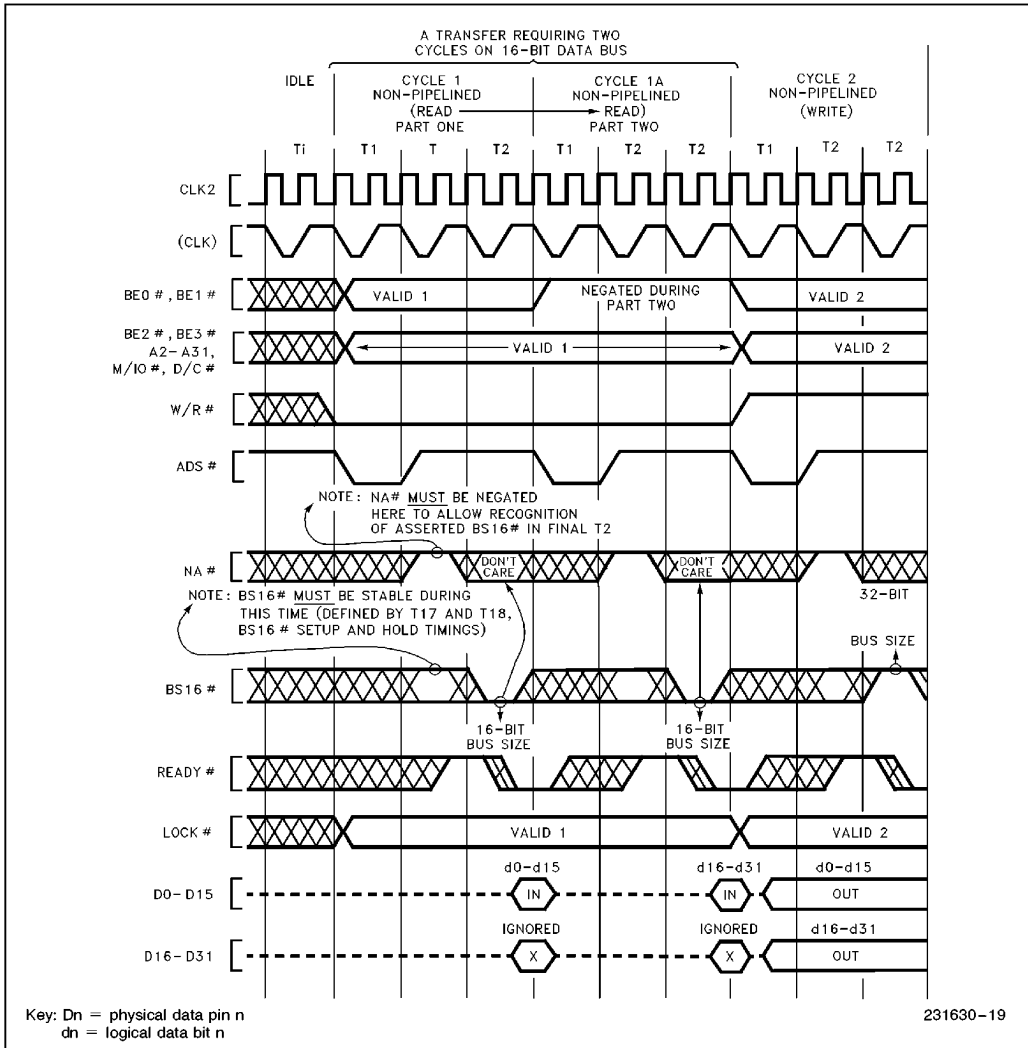 A TRANSFER REQUIRING TWO
CYCLES ON 16-BIT DATA BUS
IDLE
CYCLE 1
NON-PIPELINED
(READ
PART ONE
CYCLE 1A
NON-PIPELINED
READ)
PART TWO
CYCLE 2
NON-PIPELINED
(WRITE)
Ti T1 T T2 T1 T2 T2 T1 T2 T2
CLK2
(CLK)
BE0 #, BE1 # VALID 1 NEGATED DURING
PART TWO VALID 2
BE2 #, BE3 #
A2-A31,
M/IO #, D/C # VALID 1 VALID 2
W/R #
ADS #
NOTE: NA# MUST BE NEGATED
HERE TO ALLOW RECOGNITION
OF ASSERTED BS16# IN FINAL T2
NA # DON'T
CARE DON'T
CARE
NOTE: BS16# MUST BE STABLE DURING
THIS TIME (DEFINED BY T17 AND T18,
BS16 # SETUP AND HOLD TIMINGS)
32-BIT
BUS SIZE
BS16#
16-BIT
BUS SIZE
16-BIT
BUS SIZE
READY #
LOCK # VALID 1 VALID 2
d0-d15 d16-d31 d0-d15
D0-D15 IN IN OUT
IGNORED IGNORED d16-d31
D16-D31 X X OUT
Key: Dn = physical data pin n
dn = logical data bit n
231630-19